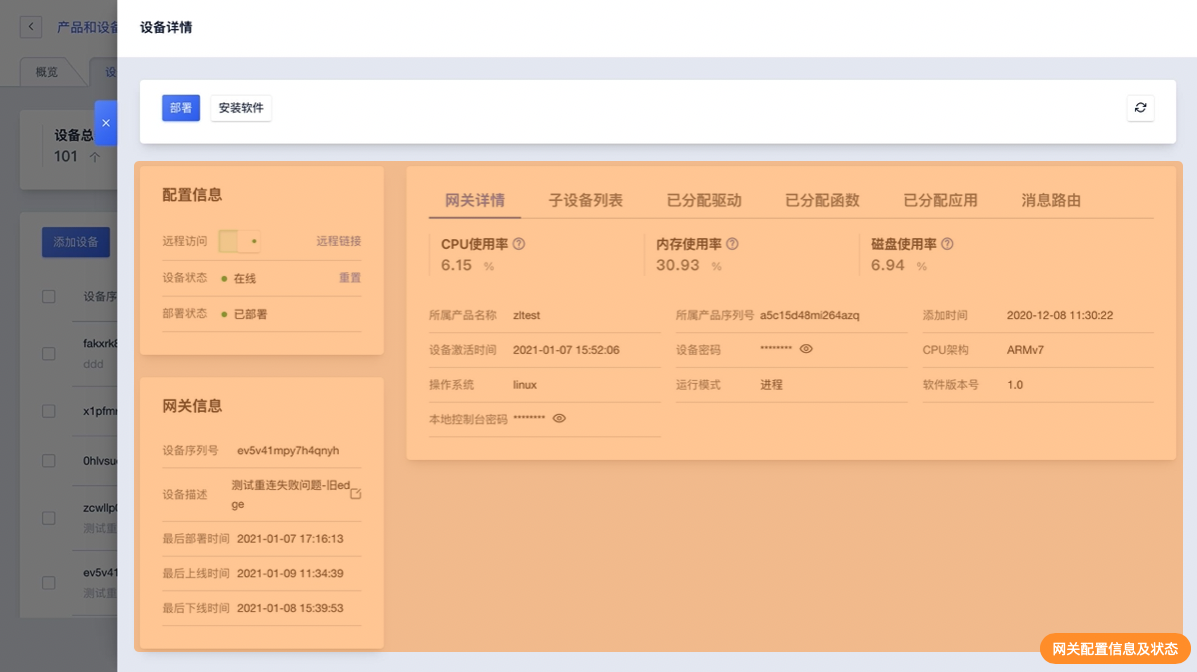 产品和设备
概览
设
设备总
101 个
添加设备
设备序
fakxrk8
ddd
x1pfmr
0hlvsu
zcwllp
测试重
ev5v41
测试重
×
设备详情
部署
安装软件
配置信息
远程访问
远程链接
设备状态 在线 重置
部署状态 已部署
网关信息
设备序列号 ev5v41mpy7h4qnyh
设备描述 测试重连失败问题-旧ed
ge
最后部署时间 2021-01-07 17:16:13
最后上线时间 2021-01-09 11:34:39
最后下线时间 2021-01-08 15:39:53
网关详情 子设备列表 已分配驱动 已分配函数 已分配应用 消息路由
CPU使用率 内存使用率 磁盘使用率
6.15 % 30.93 % 6.94 %
所属产品名称 zltest 所属产品序列号 a5c15d48mi264azq 添加时间 2020-12-08 11:30:22
设备激活时间 2021-01-07 15:52:06 设备密码 ******** CPU架构 ARMv7
操作系统 linux 运行模式 进程 软件版本号 1.0
本地控制台密码 ********
网关配置信息及状态